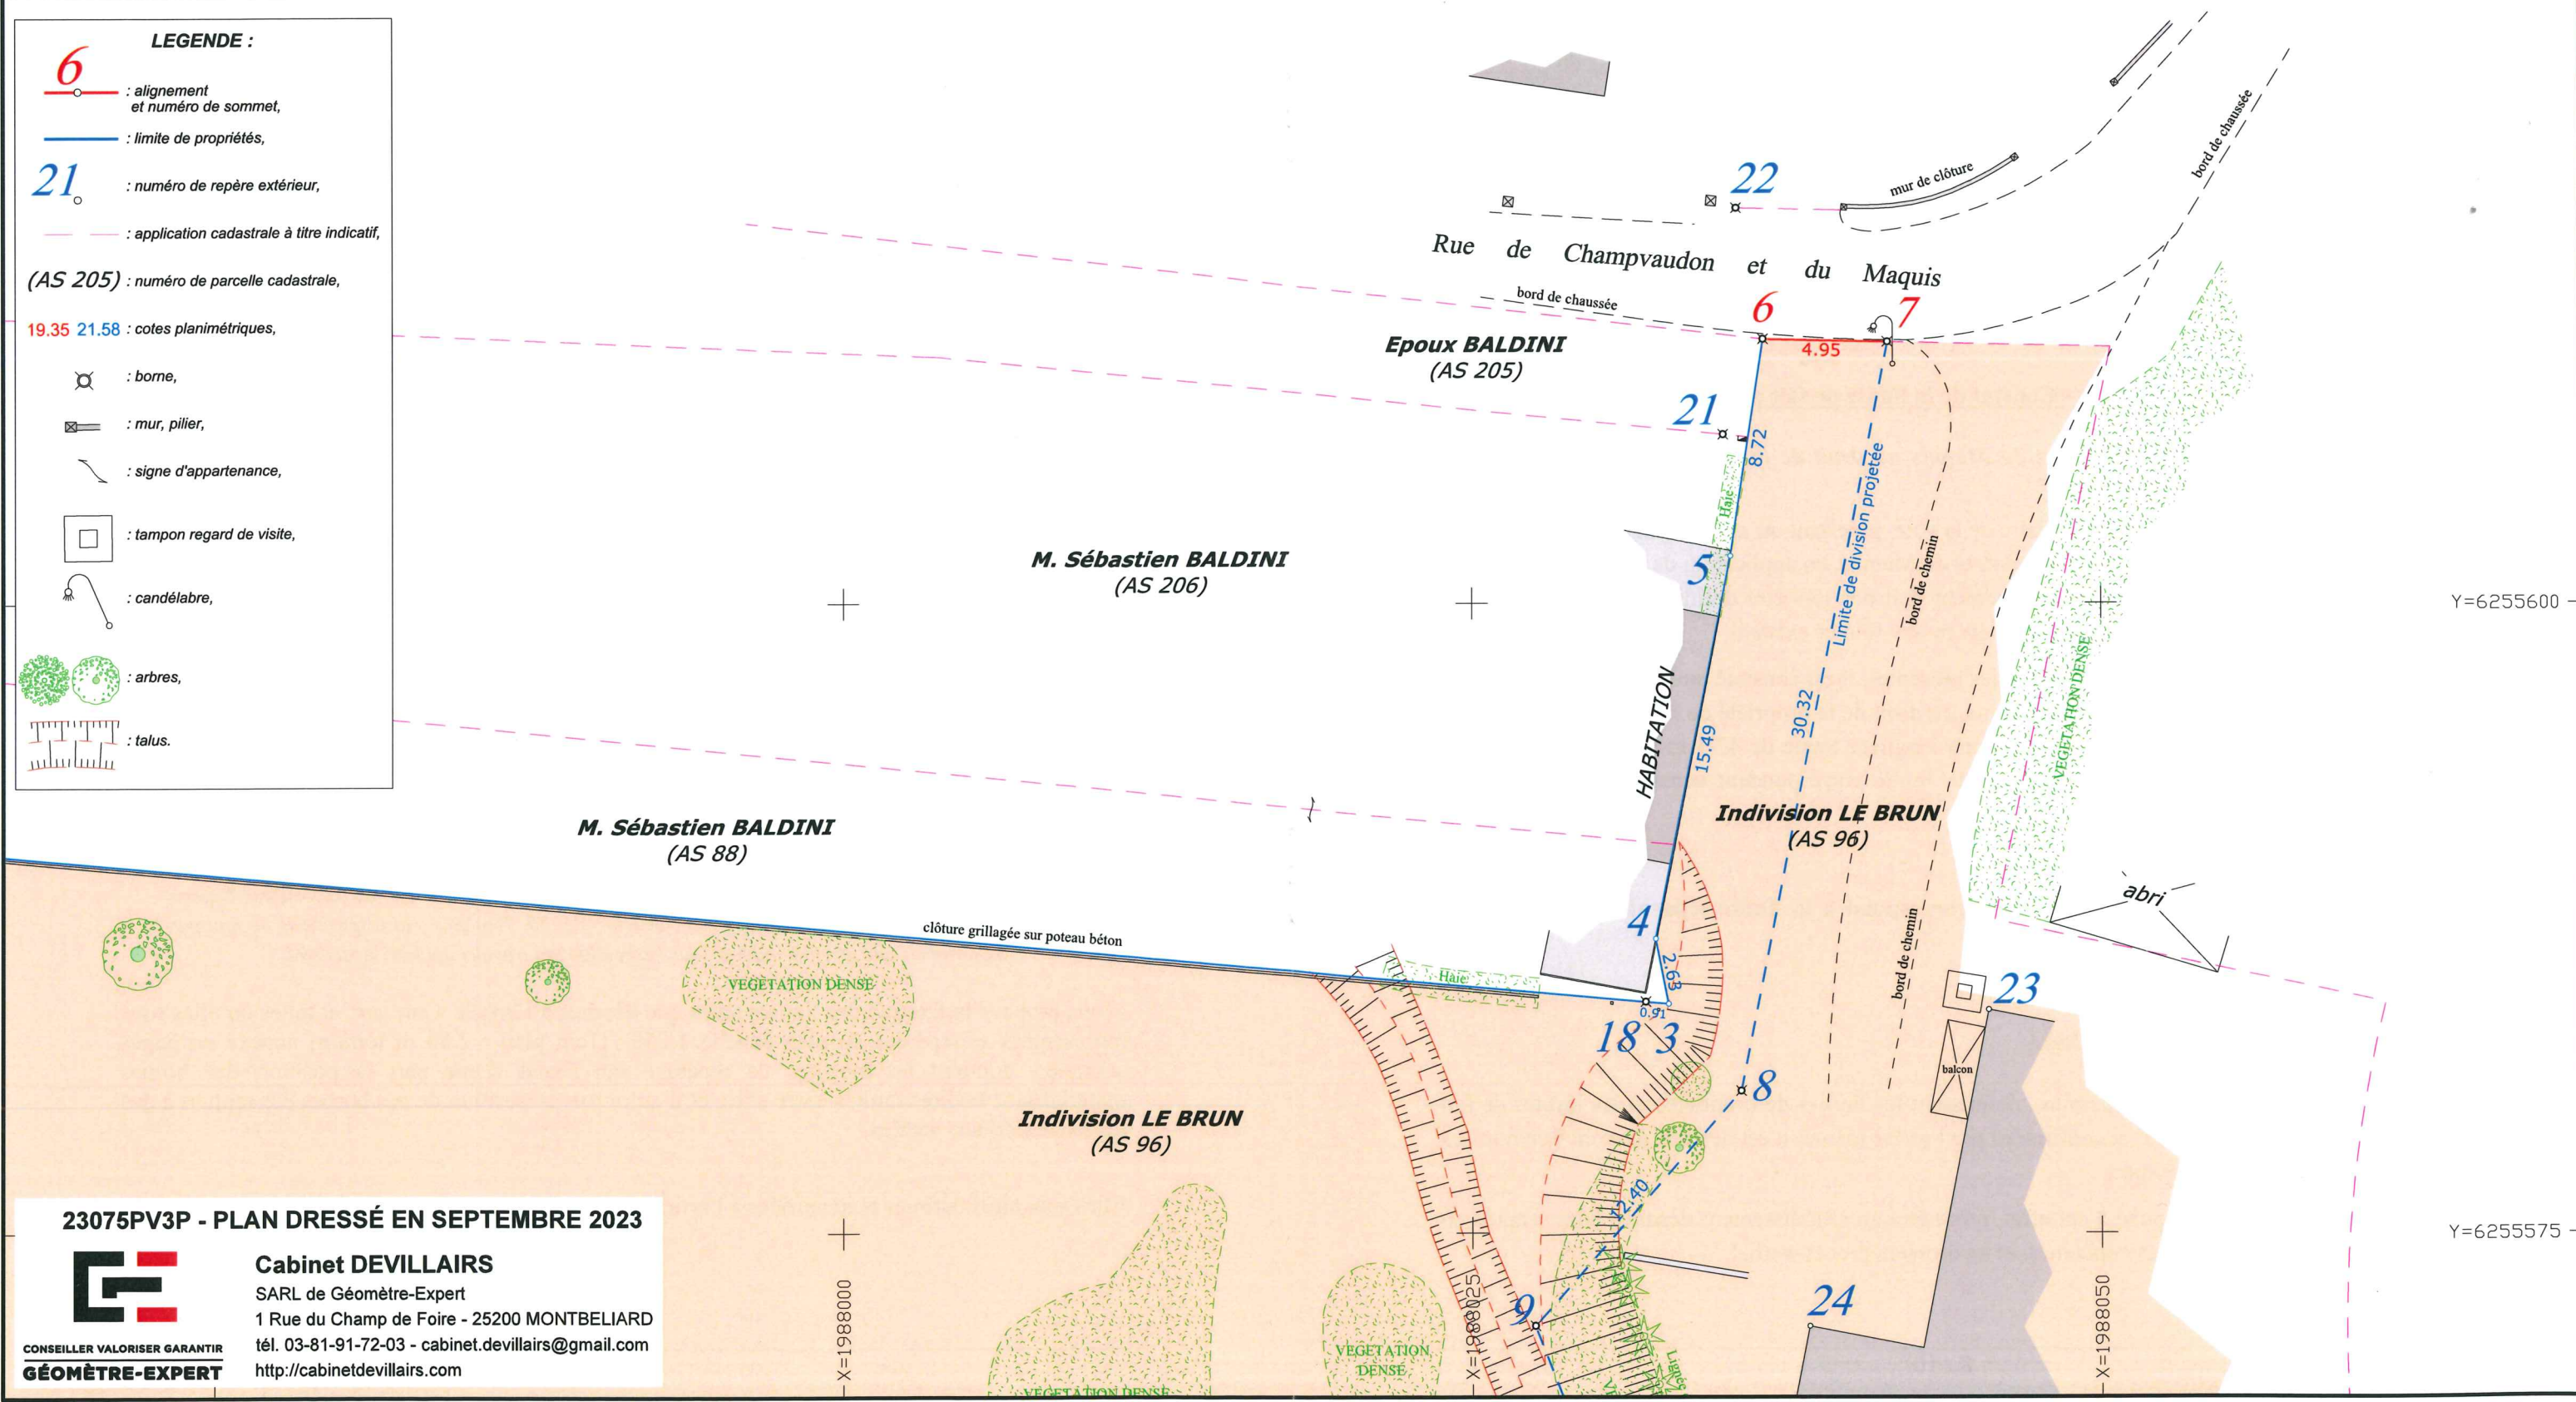 LEGENDE :
6
: alignement
et numéro de sommet,
: limite de propriétés,
21
: numéro de repère extérieur,
: application cadastrale à titre indicatif,
(AS 205) : numéro de parcelle cadastrale,
19.35 21.58 : cotes planimétriques,
: borne,
: mur, pilier,
: signe d'appartenance,
: tampon regard de visite,
: candélabre,
: arbres,
: talus.
22
mur de clôture
bord de chaussée
Rue de Champvaudon et du Maquis
bord de chaussée
6
7
4.95
Epoux BALDINI
(AS 205)
21
8.72
Haie
Limite de division projetée
bord de chemin
5
M. Sébastien BALDINI
(AS 206)
Y=6255600
HABITATION
15.49
30.32
VEGETATION DENSE
M. Sébastien BALDINI
(AS 88)
Indivision LE BRUN
(AS 96)
abri
4
clôture grillagée sur poteau béton
bord de chemin
2.63
VEGETATION DENSE
Haie
23
0.91
18
3
balcon
8
Indivision LE BRUN
(AS 96)
12.40
Y=6255575
23075PV3P - PLAN DRESSÉ EN SEPTEMBRE 2023
Cabinet DEVILLAIRS
SARL de Géomètre-Expert
1 Rue du Champ de Foire - 25200 MONTBELIARD
tél. 03-81-91-72-03 - cabinet.devillairs@gmail.com
http://cabinetdevillairs.com
CONSEILLER VALORISER GARANTIR
GÉOMÈTRE-EXPERT
X=1988000
X=1988025
X=1988050
9
24
VEGETATION
DENSE
Lignée
VEGETATION DENSE